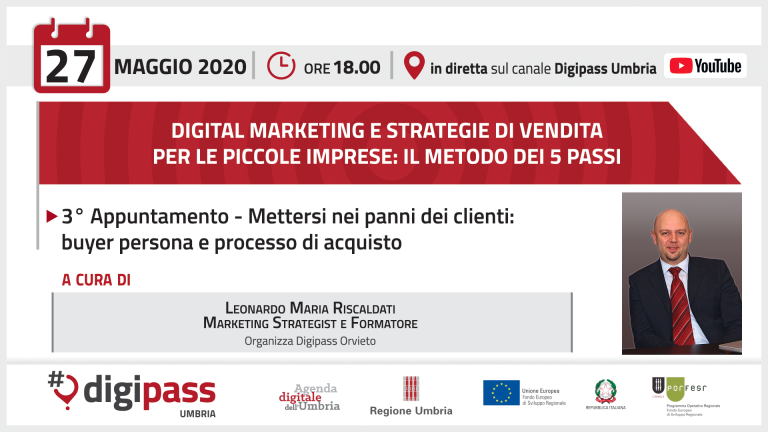 27 MAGGIO 2020 ORE 18.00 in diretta sul canale Digipass Umbria YouTube
DIGITAL MARKETING E STRATEGIE DI VENDITA
PER LE PICCOLE IMPRESE: IL METODO DEI 5 PASSI
3° Appuntamento - Mettersi nei panni dei clienti:
buyer persona e processo di acquisto
A CURA DI
LEONARDO MARIA RISCALDATI
MARKETING STRATEGIST E FORMATORE
Organizza Digipass Orvieto
#digipass
UMBRIA
Agenda
digitale
dell'Umbria
Regione Umbria
Unione Europea
Fondo Europeo
di Sviluppo Regionale
REPUBBLICA ITALIANA
porfesr
Programma Operativo Regionale
Fondo Europeo
di Sviluppo Regionale